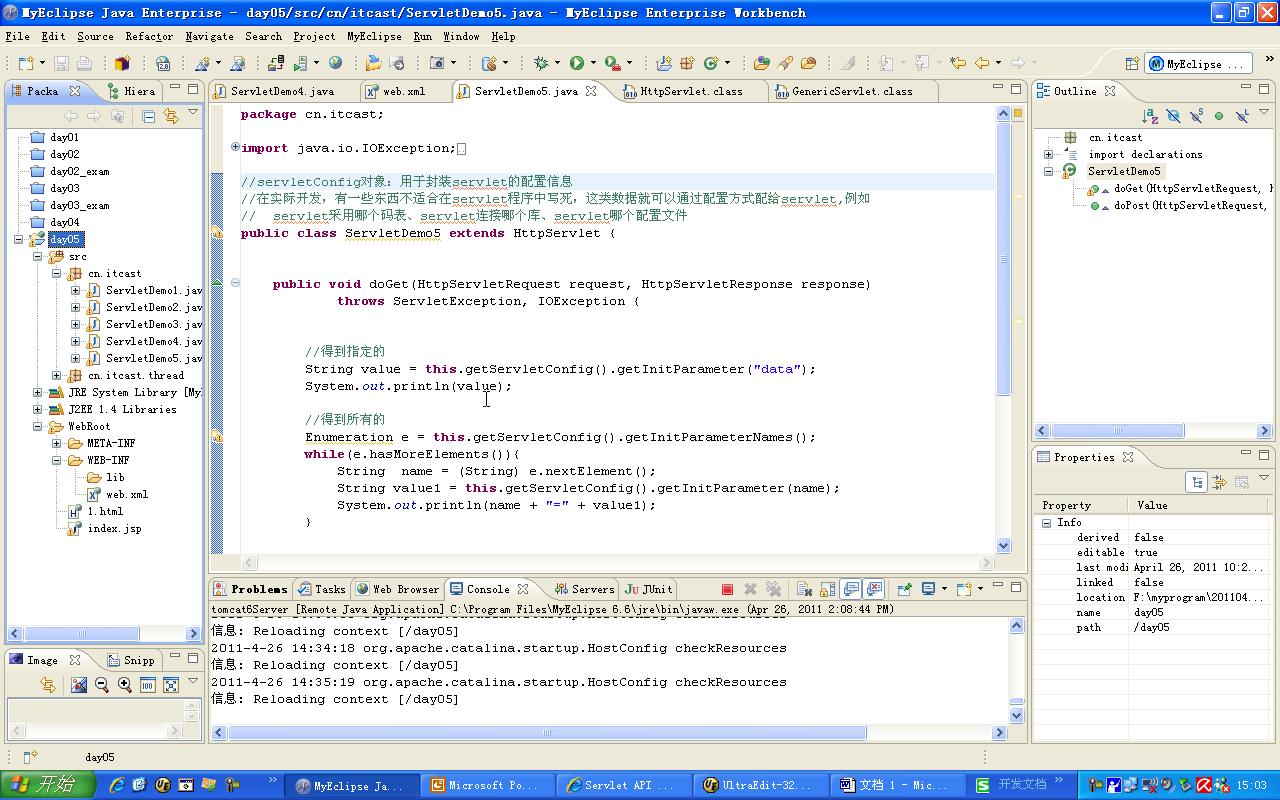 MyEclipse Java Enterprise - day05/src/cn/itcast/ServletDemo5.java - MyEclipse Enterprise Workbench
File Edit Source Refactor Navigate Search Project MyEclipse Run Window Help
MyEclipse ...
Packa
Hiera
day01
day02
day02_exam
day03
day03_exam
day04
day05
src
cn.itcast
ServletDemo1.jav
ServletDemo2.jav
ServletDemo3.jav
ServletDemo4.jav
ServletDemo5.jav
cn.itcast.thread
JRE System Library [My
J2EE 1.4 Libraries
WebRoot
META-INF
WEB-INF
lib
web.xml
1.html
index.jsp
Image
Snipp
ServletDemo4.java
web.xml
ServletDemo5.java
HttpServlet.class
GenericServlet.class
package cn.itcast;
import java.io.IOException;
//servletConfig对象：用于封装servlet的配置信息
//在实际开发，有一些东西不适合在servlet程序中写死，这类数据就可以通过配置方式配给servlet,例如
// servlet采用哪个码表、servlet连接哪个库、servlet哪个配置文件
public class ServletDemo5 extends HttpServlet {
public void doGet(HttpServletRequest request, HttpServletResponse response)
throws ServletException, IOException {
//得到指定的
String value = this.getServletConfig().getInitParameter("data");
System.out.println(value);
//得到所有的
Enumeration e = this.getServletConfig().getInitParameterNames();
while(e.hasMoreElements()){
String name = (String) e.nextElement();
String value1 = this.getServletConfig().getInitParameter(name);
System.out.println(name + "=" + value1);
}
Problems
Tasks
Web Browser
Console
Servers
JUnit
tomcat6Server [Remote Java Application] C:\Program Files\MyEclipse 6.6\jre\bin\javaw.exe (Apr 26, 2011 2:08:44 PM)
信息: Reloading context [/day05]
2011-4-26 14:34:18 org.apache.catalina.startup.HostConfig checkResources
信息: Reloading context [/day05]
2011-4-26 14:35:19 org.apache.catalina.startup.HostConfig checkResources
信息: Reloading context [/day05]
Outline
cn.itcast
import declarations
ServletDemo5
doGet(HttpServletRequest, H
doPost(HttpServletRequest,
Properties
Property Value
Info
derived false
editable true
last modi April 26, 2011 10:2...
linked false
location F:\myprogram\201104...
name day05
path /day05
day05
开始
MyEclipse Ja...
Microsoft Po...
Servlet API ...
UltraEdit-32...
文档 1 - Mic...
开发文档
15:03